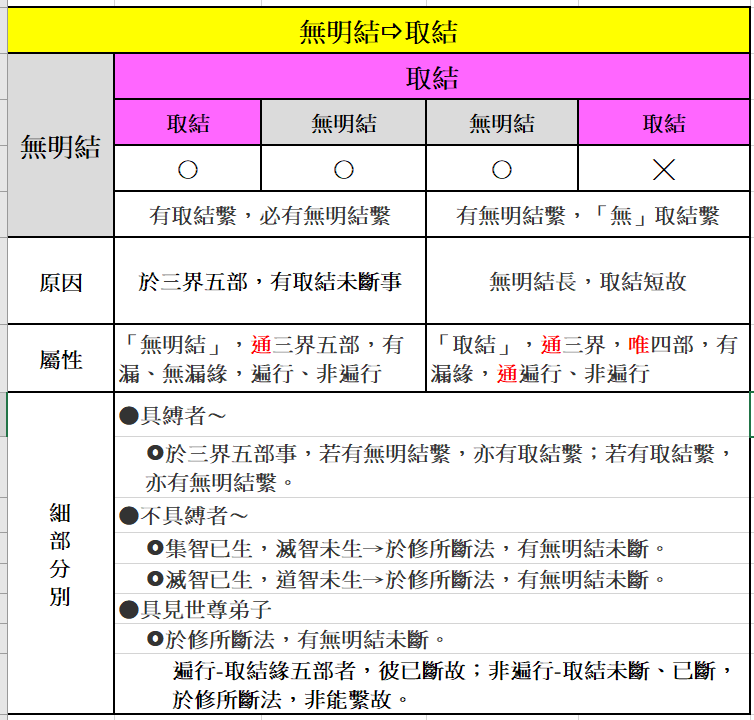 無明結⇨取結
無明結
取結
取結 無明結 無明結 取結
○ ○ ○ ╳
有取結繫，必有無明結繫 有無明結繫，「無」取結繫
原因 於三界五部，有取結未斷事 無明結長，取結短故
屬性
「無明結」，通三界五部，有
漏、無漏緣，遍行、非遍行
「取結」，通三界，唯四部，有
漏緣，通遍行、非遍行
細部分別
●具縛者～
⭘於三界五部事，若有無明結繫，亦有取結繫；若有取結繫，
亦有無明結繫。
●不具縛者～
⭘集智已生，滅智未生→於修所斷法，有無明結未斷。
⭘滅智已生，道智未生→於修所斷法，有無明結未斷。
●具見世尊弟子
⭘於修所斷法，有無明結未斷。
遍行-取結緣五部者，彼已斷故；非遍行-取結未斷、已斷，
於修所斷法，非能繫故。